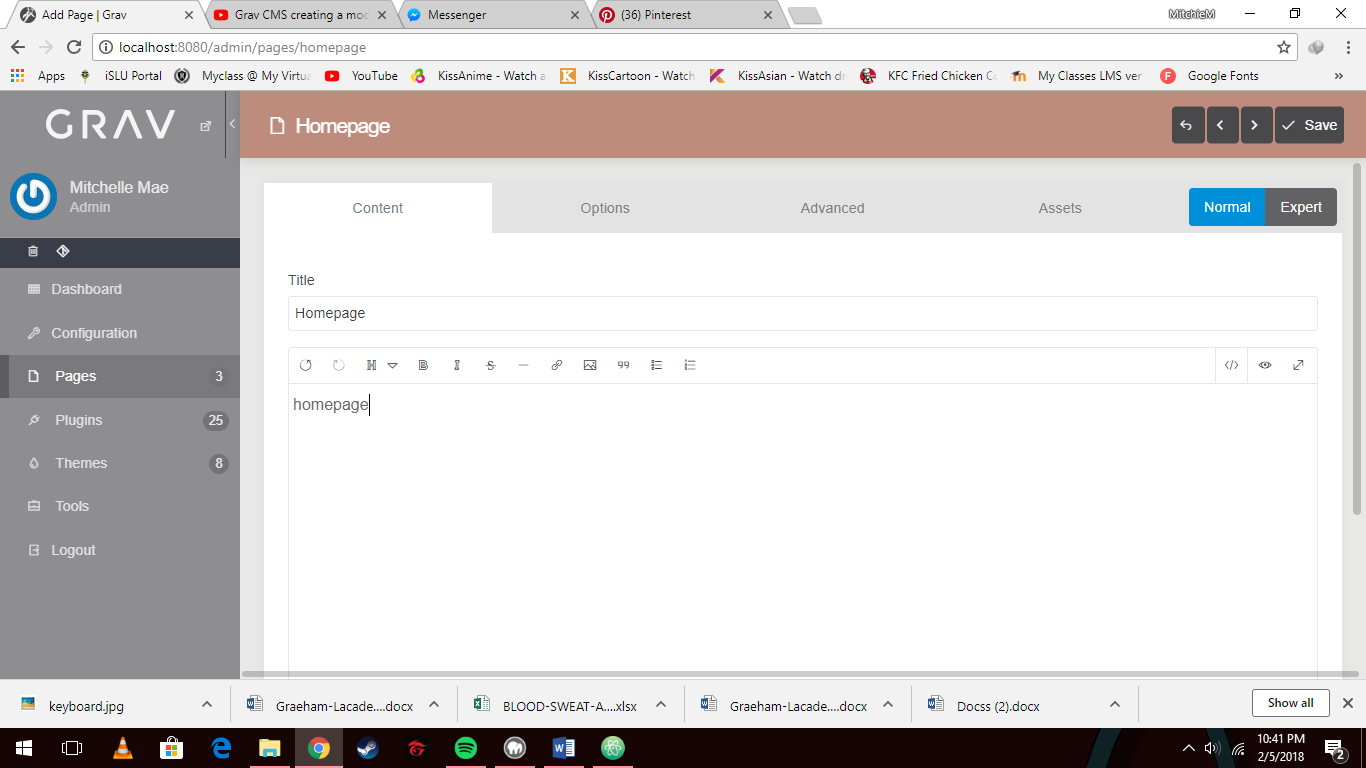 Add Page | Grav
Grav CMS creating a mod
Messenger
(36) Pinterest
MitchieM
localhost:8080/admin/pages/homepage
Apps
iSLU Portal
Myclass @ My Virtua
YouTube
KissAnime - Watch a
KissCartoon - Watch
KissAsian - Watch dr
KFC Fried Chicken Co
My Classes LMS ver
Google Fonts
GRAV
Homepage
Save
Mitchelle Mae
Admin
Content
Options
Advanced
Assets
Normal
Expert
Dashboard
Configuration
Pages 3
Plugins 25
Themes 8
Tools
Logout
Title
Homepage
homepage
keyboard.jpg
Graeham-Lacade....docx
BLOOD-SWEAT-A....xlsx
Graeham-Lacade....docx
Docss (2).docx
Show all
10:41 PM
2/5/2018
2